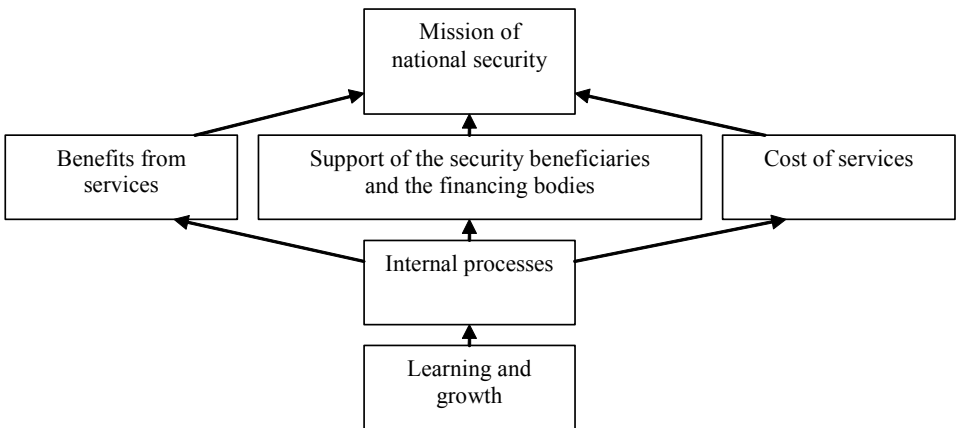 Mission of
national security
Benefits from
services
Support of the security beneficiaries
and the financing bodies
Cost of services
Internal processes
Learning and
growth